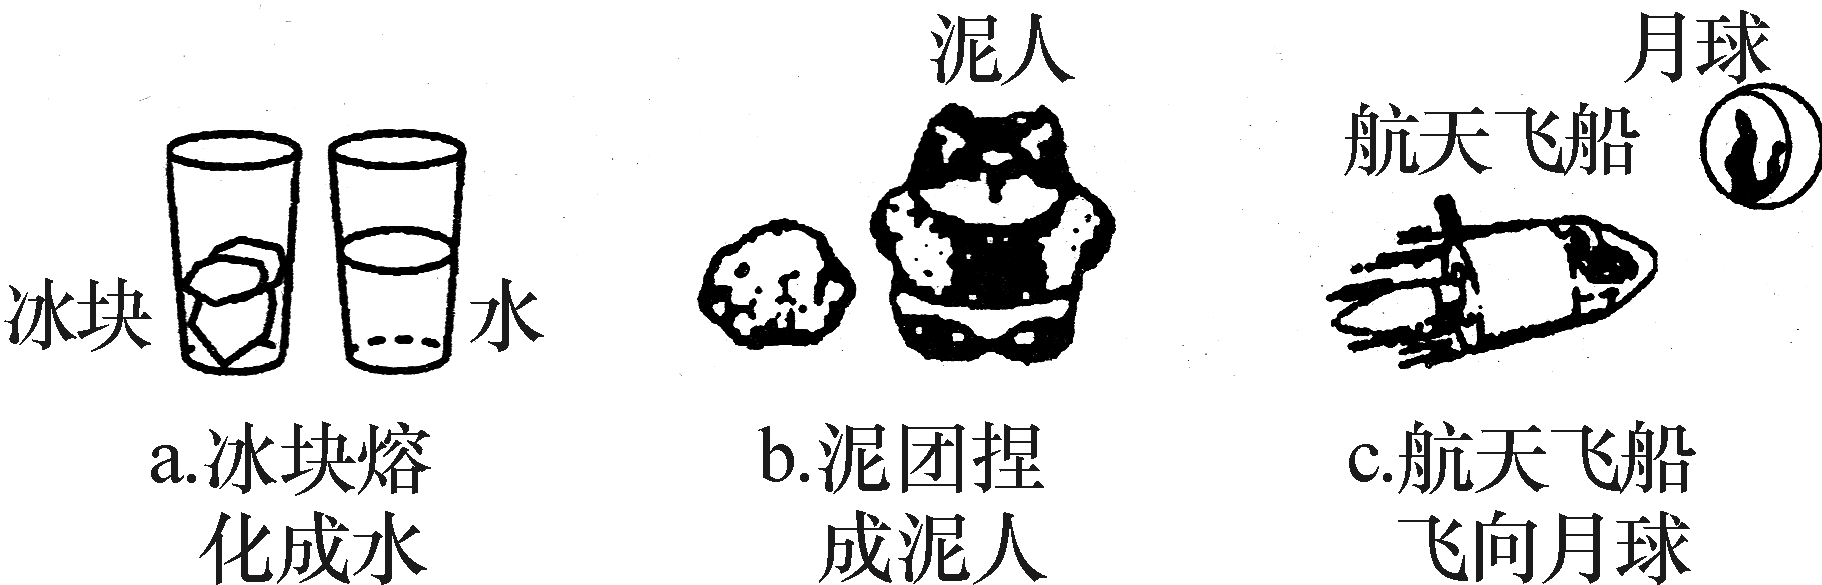 泥人
月球
航天飞船
冰块
水
a.冰块熔
化成水
b.泥团捏
成泥人
c.航天飞船
飞向月球